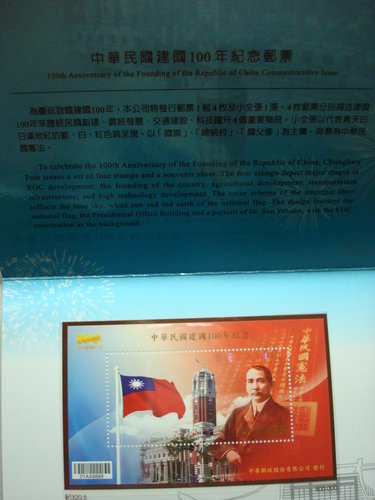 中華民國建國100年紀念郵票
100th Anniversary of the Founding of the Republic of China Commemorative Issue
為慶祝我國建國100年，本公司特發行郵票1組4枚及小全張1張，4枚郵票分別描述建國
100年來歷經民國創建、農經發展、交通建設、科技躍升4個重要階段。小全張以代表青天白
日滿地紅的藍、白、紅色調呈現，以「國旗」、「總統府」、「國父像」為主圖，背景為中華民
國憲法。
To celebrate the 100th Anniversary of the Founding of the Republic of China, Chunghwa
Post issues a set of four stamps and a souvenir sheet. The four stamps depict major stages in
ROC development: the founding of the country, agricultural development, transportation
infrastructure, and high technology development. The color scheme of the souvenir sheet
reflects the blue sky, white sun and red earth of the national flag. The design features the
national flag, the Presidential Office Building and a portrait of Dr. Sun Yat-sen, with the ROC
constitution as the background.
中華民國建國100年紀念
中華民國憲法
01AA6866
中華郵政股份有限公司 發行
紀320.5